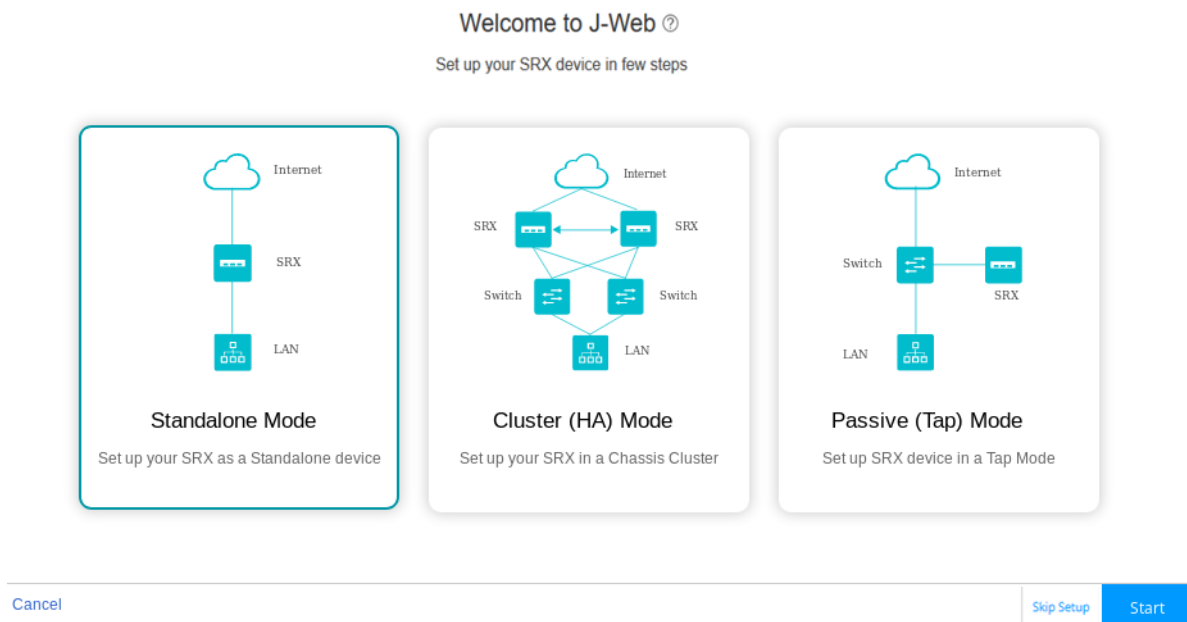 Welcome to J-Web ?
Set up your SRX device in few steps
Internet
SRX
LAN
Standalone Mode
Set up your SRX as a Standalone device
Internet
SRX
SRX
Switch
Switch
LAN
Cluster (HA) Mode
Set up your SRX in a Chassis Cluster
Internet
Switch
SRX
LAN
Passive (Tap) Mode
Set up SRX device in a Tap Mode
Cancel
Skip Setup
Start